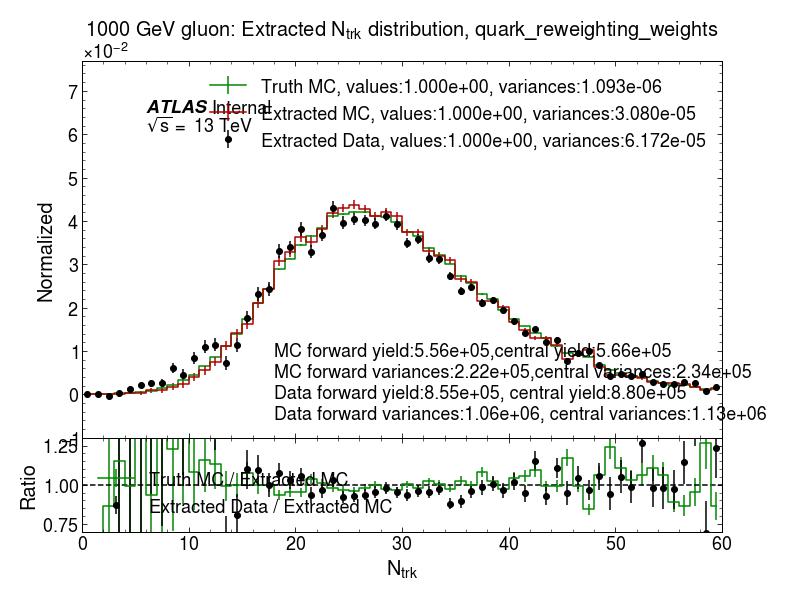 1000 GeV gluon: Extracted Ntrk distribution, quark_reweighting_weights
×10−2
Truth MC, values:1.000e+00, variances:1.093e-06
ATLAS Internal
Extracted MC, values:1.000e+00, variances:3.080e-05
√s = 13 TeV
Extracted Data, values:1.000e+00, variances:6.172e-05
7
6
5
4
3
2
1
0
−1
Normalized
MC forward yield:5.56e+05,central yield:5.66e+05
MC forward variances:2.22e+05,central variances:2.34e+05
Data forward yield:8.55e+05, central yield:8.80e+05
Data forward variances:1.06e+06, central variances:1.13e+06
1.25
1.00
0.75
Ratio
Truth MC / Extracted MC
Extracted Data / Extracted MC
0 10 20 30 40 50 60
Ntrk